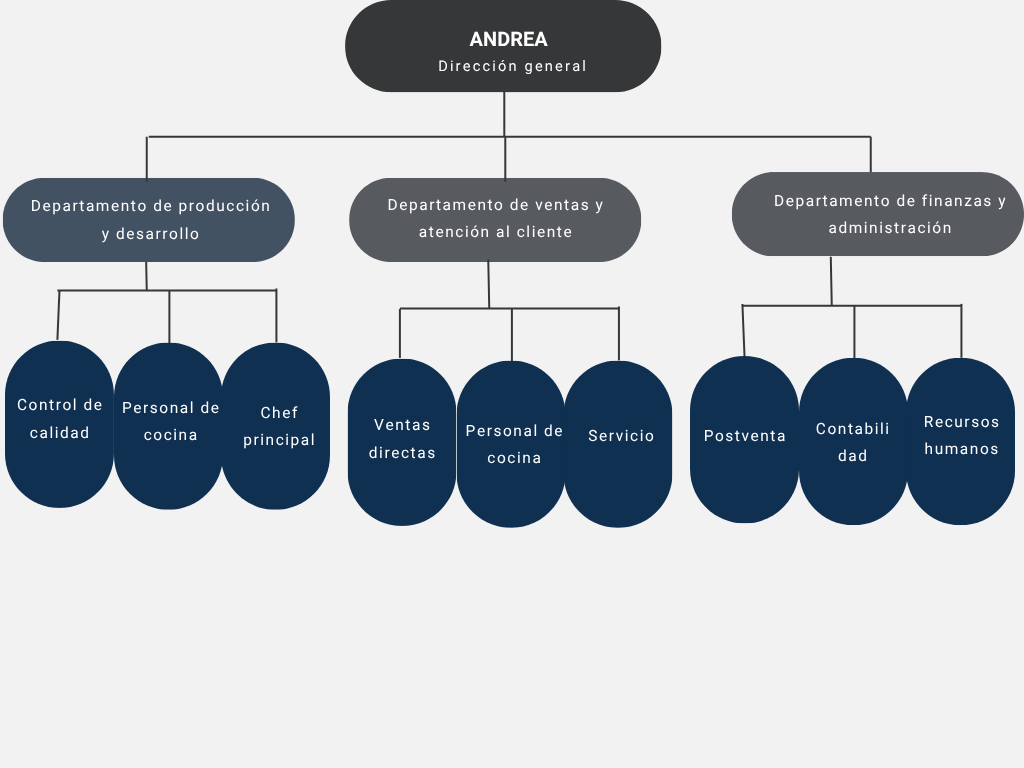 ANDREA
Dirección general
Departamento de producción
y desarrollo
Departamento de ventas y
atención al cliente
Departamento de finanzas y
administración
Control de
calidad
Personal de
cocina
Chef
principal
Ventas
directas
Personal de
cocina
Servicio
Postventa
Contabili
dad
Recursos
humanos